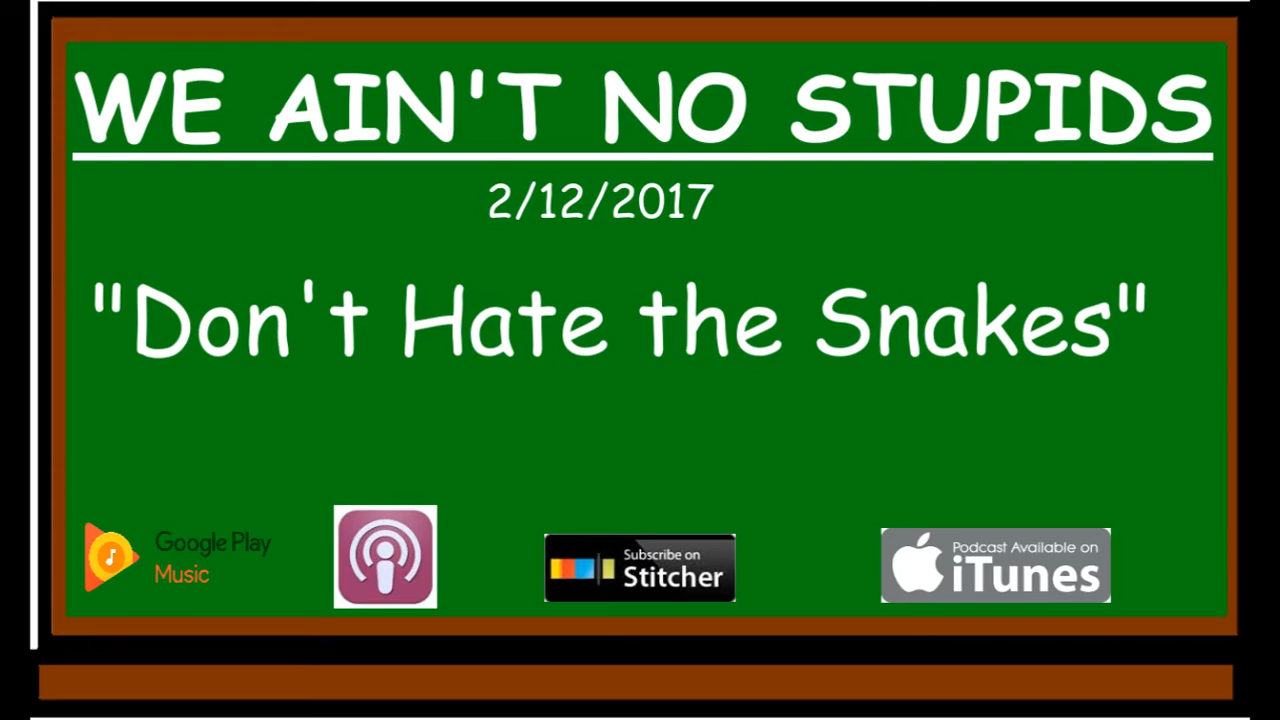 WE AIN'T NO STUPIDS
2/12/2017
"Don't Hate the Snakes"
Google Play
Music
Subscribe on
Stitcher
Podcast Available on
iTunes